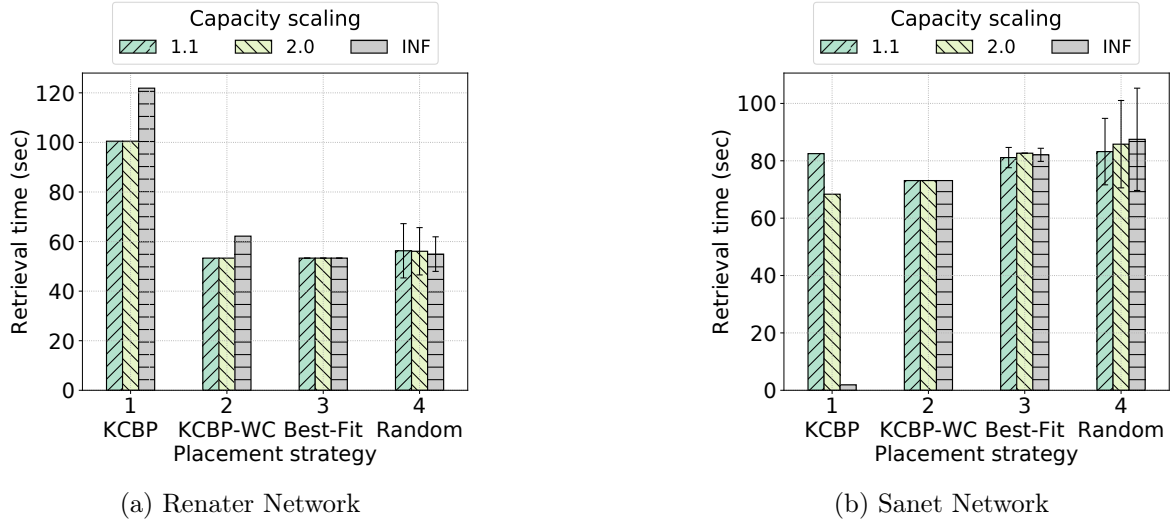 Capacity scaling
1.1 2.0 INF
Retrieval time (sec)
120
100
80
60
40
20
0
1 2 3 4
KCBP KCBP-WC Best-Fit Random
Placement strategy
(a) Renater Network
Capacity scaling
1.1 2.0 INF
Retrieval time (sec)
100
80
60
40
20
0
1 2 3 4
KCBP KCBP-WC Best-Fit Random
Placement strategy
(b) Sanet Network